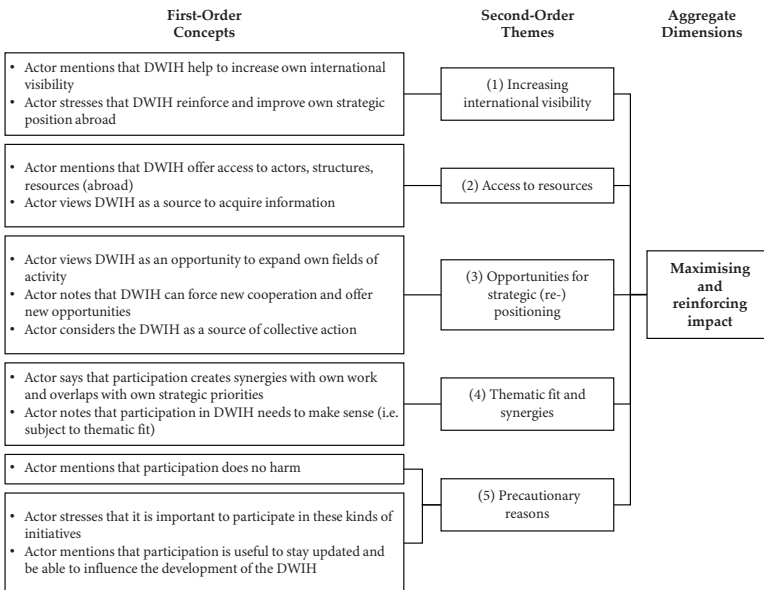 First-Order
Concepts
Second-Order
Themes
Aggregate
Dimensions
• Actor mentions that DWIH help to increase own international
visibility
• Actor stresses that DWIH reinforce and improve own strategic
position abroad
(1) Increasing
international visibility
• Actor mentions that DWIH offer access to actors, structures,
resources (abroad)
• Actor views DWIH as a source to acquire information
(2) Access to resources
• Actor views DWIH as an opportunity to expand own fields of
activity
• Actor notes that DWIH can force new cooperation and offer
new opportunities
• Actor considers the DWIH as a source of collective action
(3) Opportunities for
strategic (re-)
positioning
Maximising
and
reinforcing
impact
• Actor says that participation creates synergies with own work
and overlaps with own strategic priorities
• Actor notes that participation in DWIH needs to make sense (i.e.
subject to thematic fit)
(4) Thematic fit and
synergies
• Actor mentions that participation does no harm
• Actor stresses that it is important to participate in these kinds of
initiatives
• Actor mentions that participation is useful to stay updated and
be able to influence the development of the DWIH
(5) Precautionary
reasons